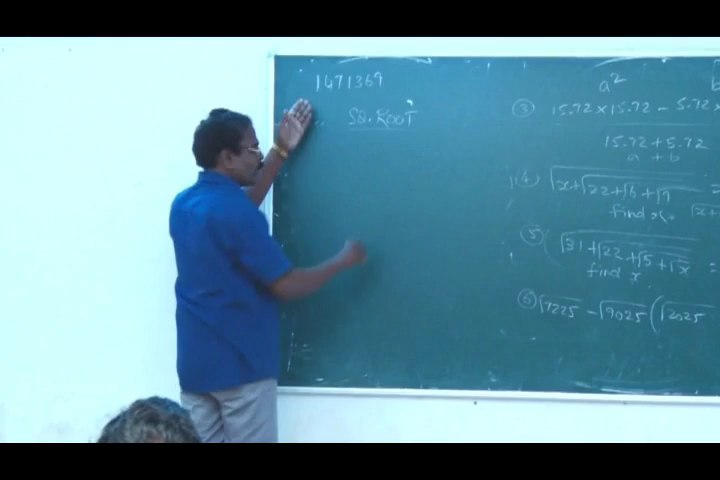 1471369
SQ. ROOT
a² b
③ 15.72 × 15.72 - 5.72
15.72 + 5.72
a + b
④ √x+√22+√6+√9 =
find x
⑤ √31+√22+√5+√x =
find x
⑥ √7225 - √9025 (√2025